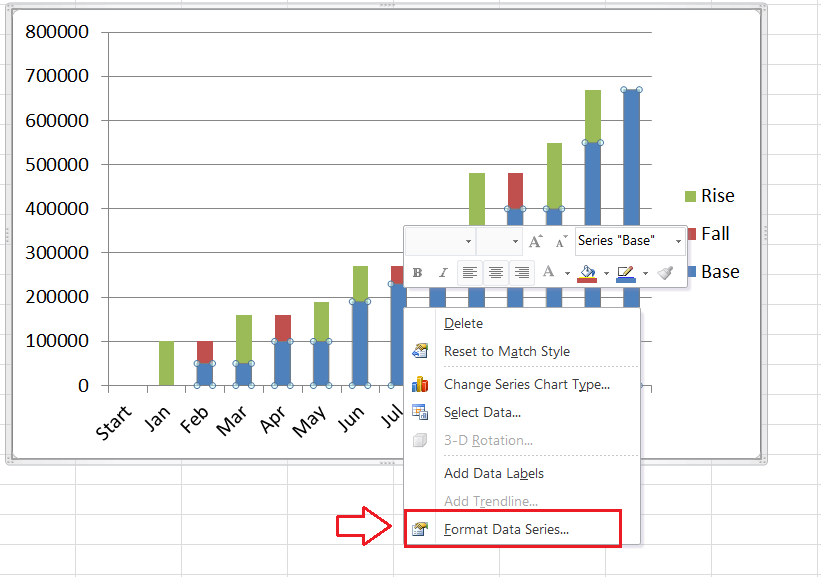 800000
700000
600000
500000
400000
300000
200000
100000
0
Start Jan Feb Mar Apr May Jun Jul
Rise
Fall
Base
A A Series "Base"
B I A
Delete
Reset to Match Style
Change Series Chart Type...
Select Data...
3-D Rotation...
Add Data Labels
Add Trendline...
Format Data Series...